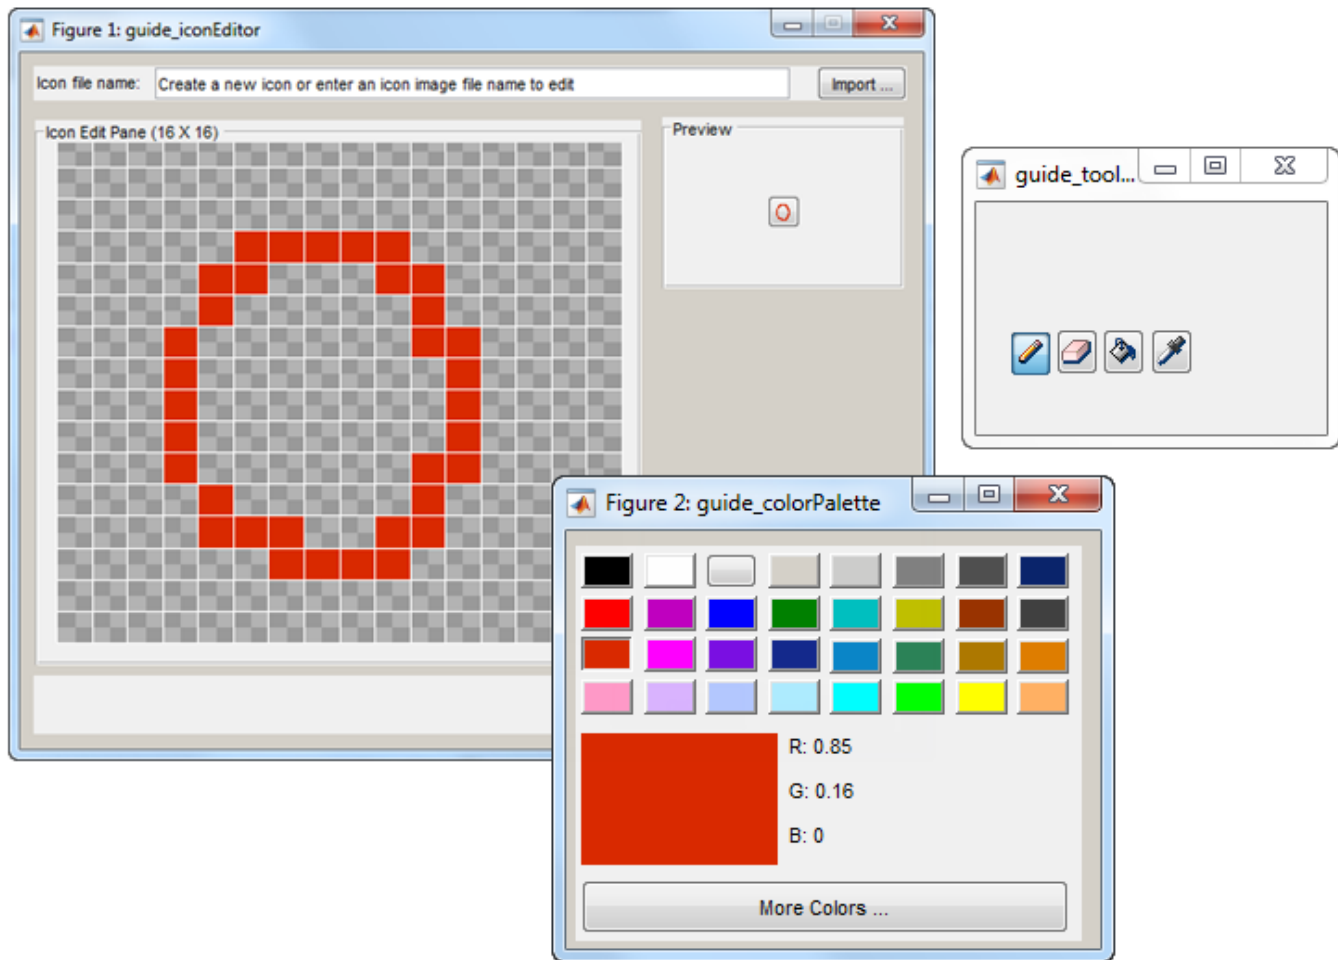 Figure 1: guide_iconEditor
Icon file name:
Create a new icon or enter an icon image file name to edit
Import ...
Icon Edit Pane (16 X 16)
Preview
guide_tool...
Figure 2: guide_colorPalette
R: 0.85
G: 0.16
B: 0
More Colors ...